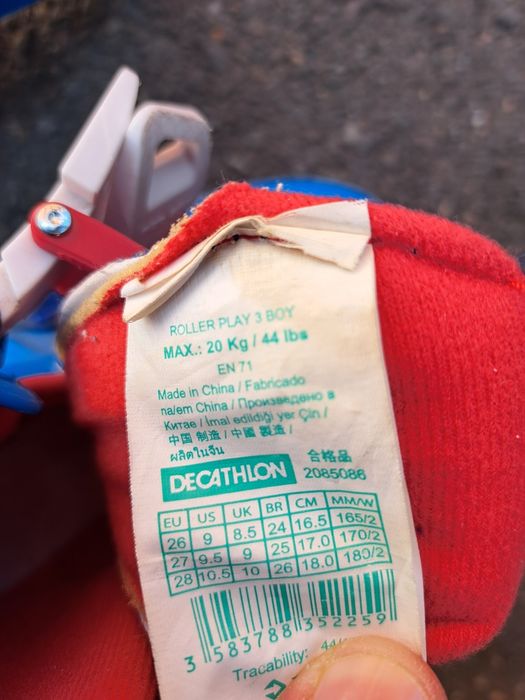 ROLLER PLAY 3 BOY
MAX.: 20 Kg / 44 lbs
EN 71
Made in China / Fabricado
na/em China / Произведено в
Китае / İmal edildiği yer Çin /
中国 制造 / 中國 製造 /
ผลิตในจีน
合格品
DECATHLON 2085086
EU US UK BR CM MM/W
26 9 8.5 24 16.5 165/2
27 9.5 9 25 17.0 170/2
28 10.5 10 26 18.0 180/2
3 583788 352259
Tracability: